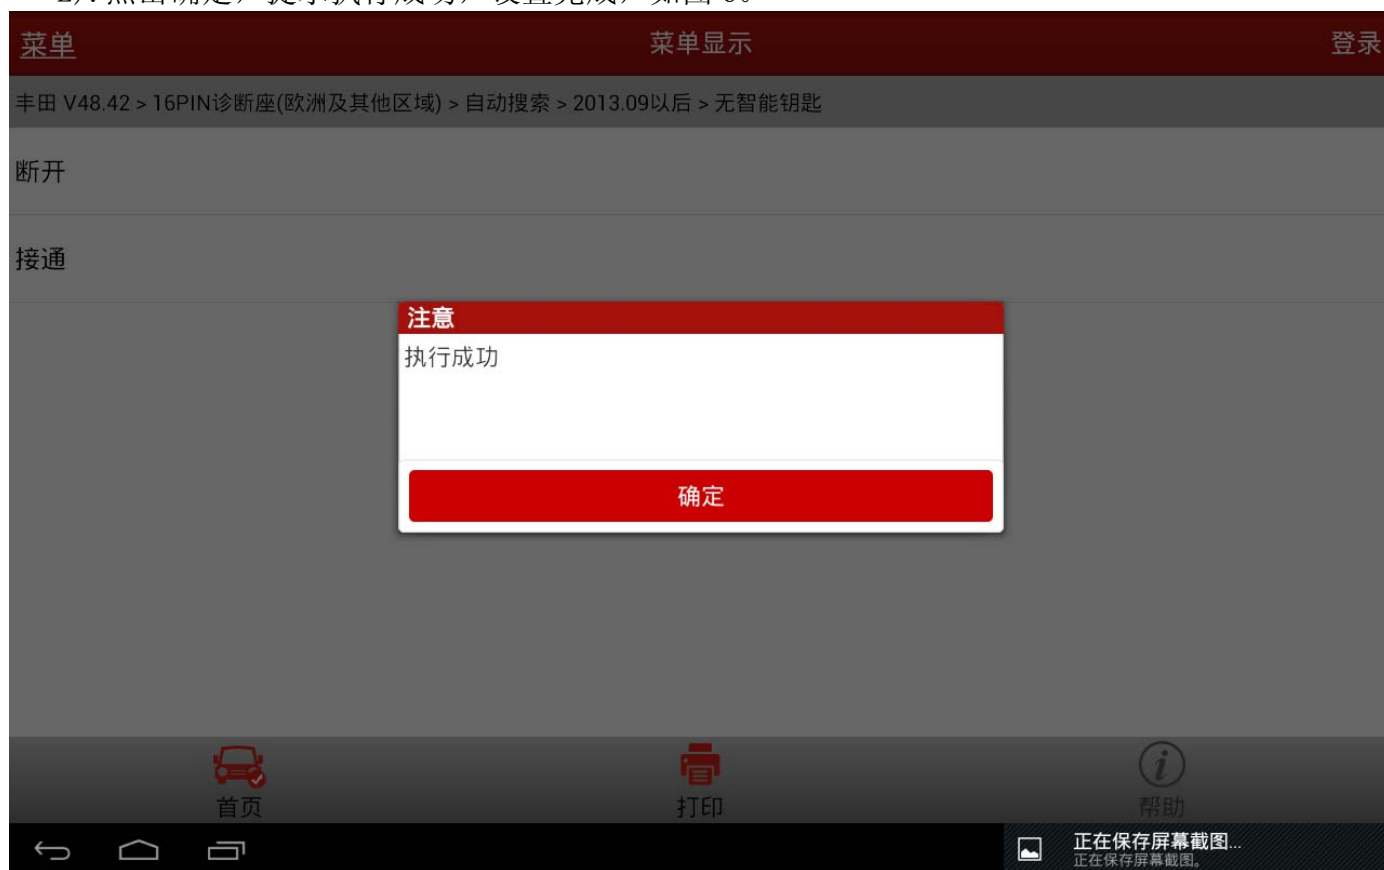 菜单
菜单显示
登录
丰田 V48.42 > 16PIN诊断座(欧洲及其他区域) > 自动搜索 > 2013.09以后 > 无智能钥匙
断开
接通
注意
执行成功
确定
首页
打印
帮助
正在保存屏幕截图...
正在保存屏幕截图。